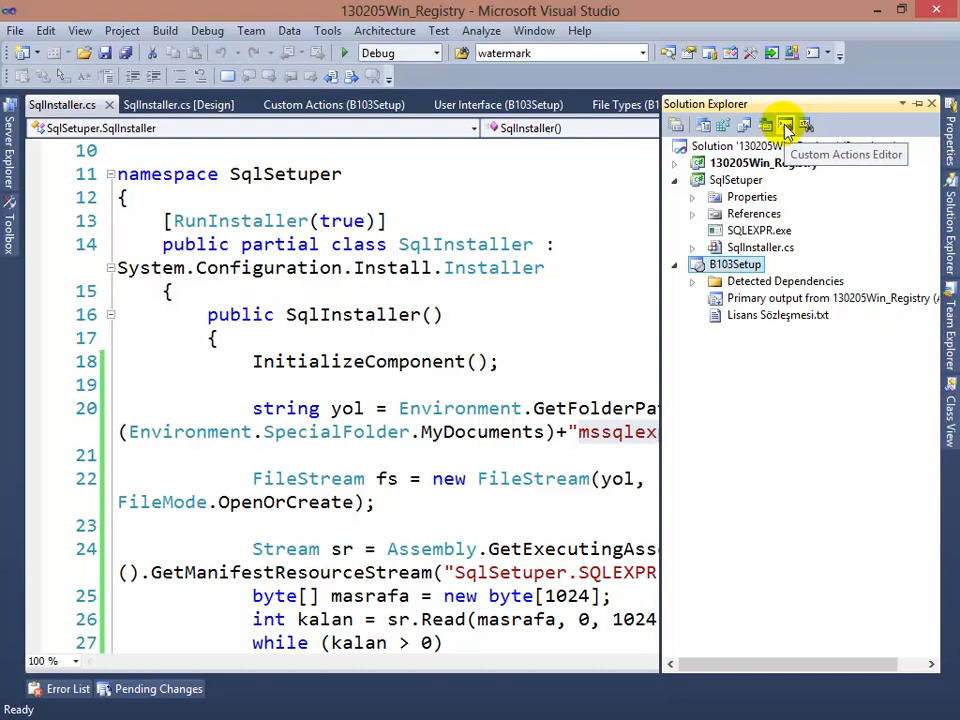 130205Win_Registry - Microsoft Visual Studio
File Edit View Project Build Debug Team Data Tools Architecture Test Analyze Window Help
Debug watermark
SqlInstaller.cs SqlInstaller.cs [Design] Custom Actions (B103Setup) User Interface (B103Setup) File Types (B1
SqlSetuper.SqlInstaller SqlInstaller()
10
11 namespace SqlSetuper
12 {
13 [RunInstaller(true)]
14 public partial class SqlInstaller :
System.Configuration.Install.Installer
15 {
16 public SqlInstaller()
17 {
18 InitializeComponent();
19
20 string yol = Environment.GetFolderPat
(Environment.SpecialFolder.MyDocuments)+"mssqlex
21
22 FileStream fs = new FileStream(yol,
FileMode.OpenOrCreate);
23
24 Stream sr = Assembly.GetExecutingAsse
().GetManifestResourceStream("SqlSetuper.SQLEXPR
25 byte[] masrafa = new byte[1024];
26 int kalan = sr.Read(masrafa, 0, 1024
27 while (kalan > 0)
100 %
Error List Pending Changes
Ready
Server Explorer
Toolbox
Solution Explorer
Custom Actions Editor
Solution '130205W
130205Win_Registry
SqlSetuper
Properties
References
SQLEXPR.exe
SqlInstaller.cs
B103Setup
Detected Dependencies
Primary output from 130205Win_Registry (A
Lisans Sözleşmesi.txt
Properties
Solution Explorer
Team Explorer
Class View